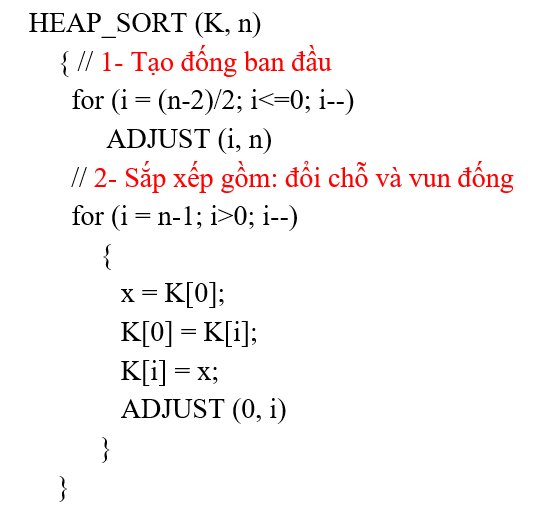 HEAP_SORT (K, n)
{ // 1- Tạo đống ban đầu
for (i = (n-2)/2; i<=0; i--)
ADJUST (i, n)
// 2- Sắp xếp gồm: đổi chỗ và vun đống
for (i = n-1; i>0; i--)
{
x = K[0];
K[0] = K[i];
K[i] = x;
ADJUST (0, i)
}
}